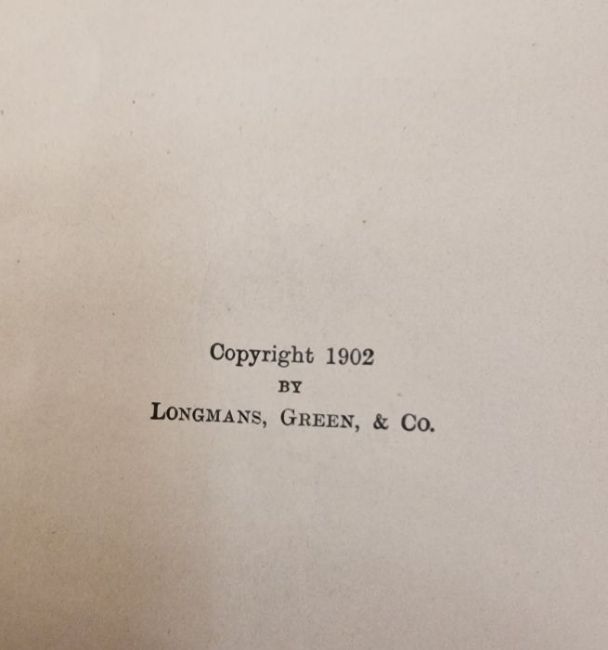 Copyright 1902
BY
LONGMANS, GREEN, & CO.